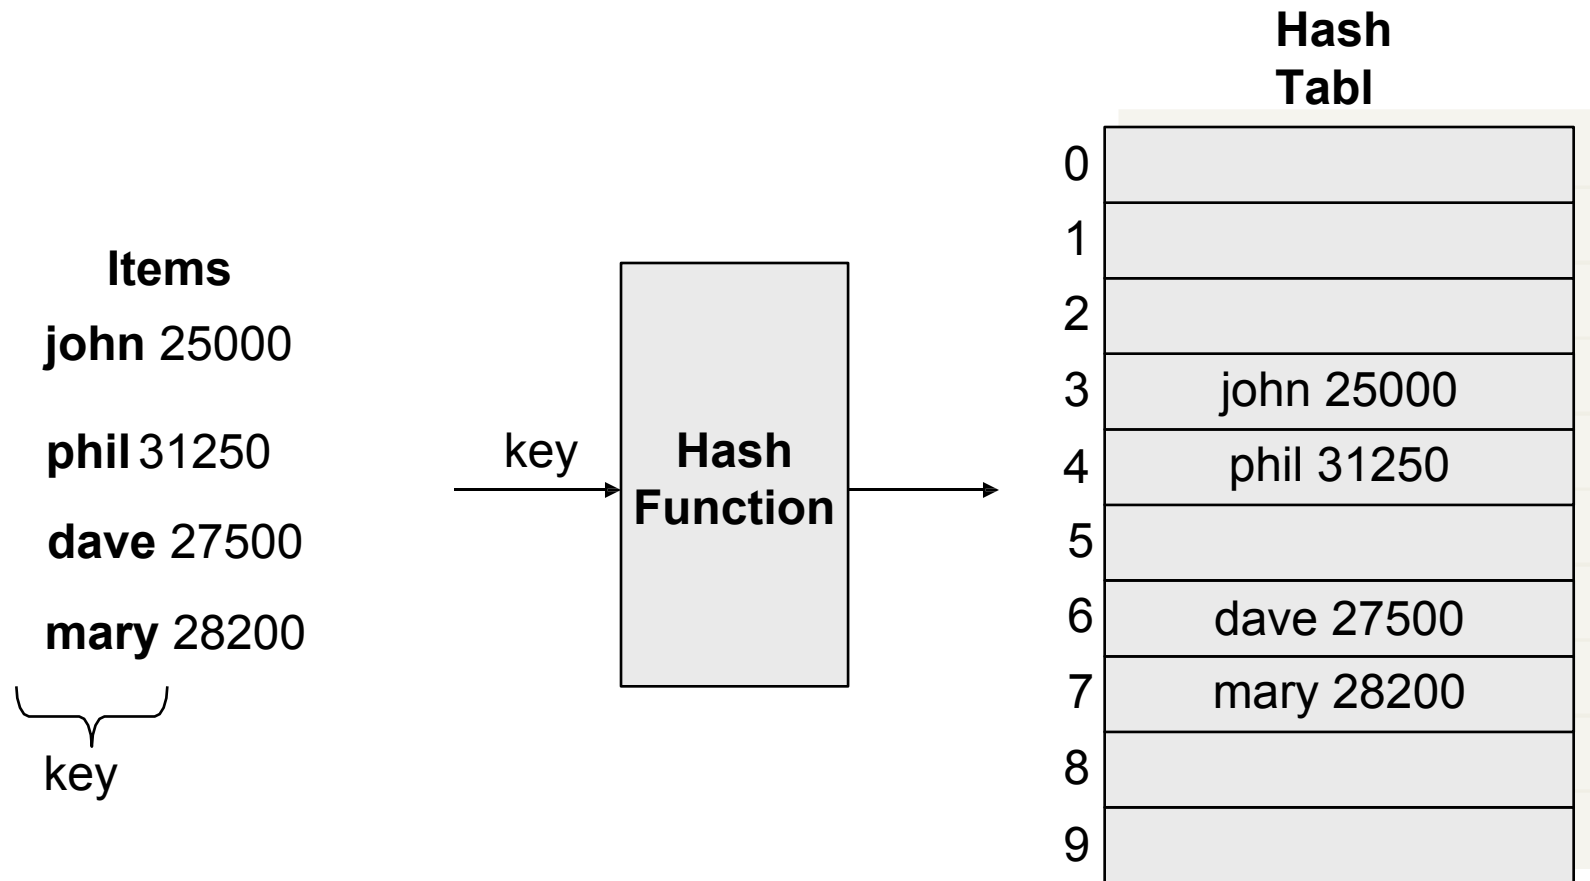 Items
john 25000
phil 31250
dave 27500
mary 28200
key
key
Hash
Function
Hash
Tabl
0
1
2
3 john 25000
4 phil 31250
5
6 dave 27500
7 mary 28200
8
9